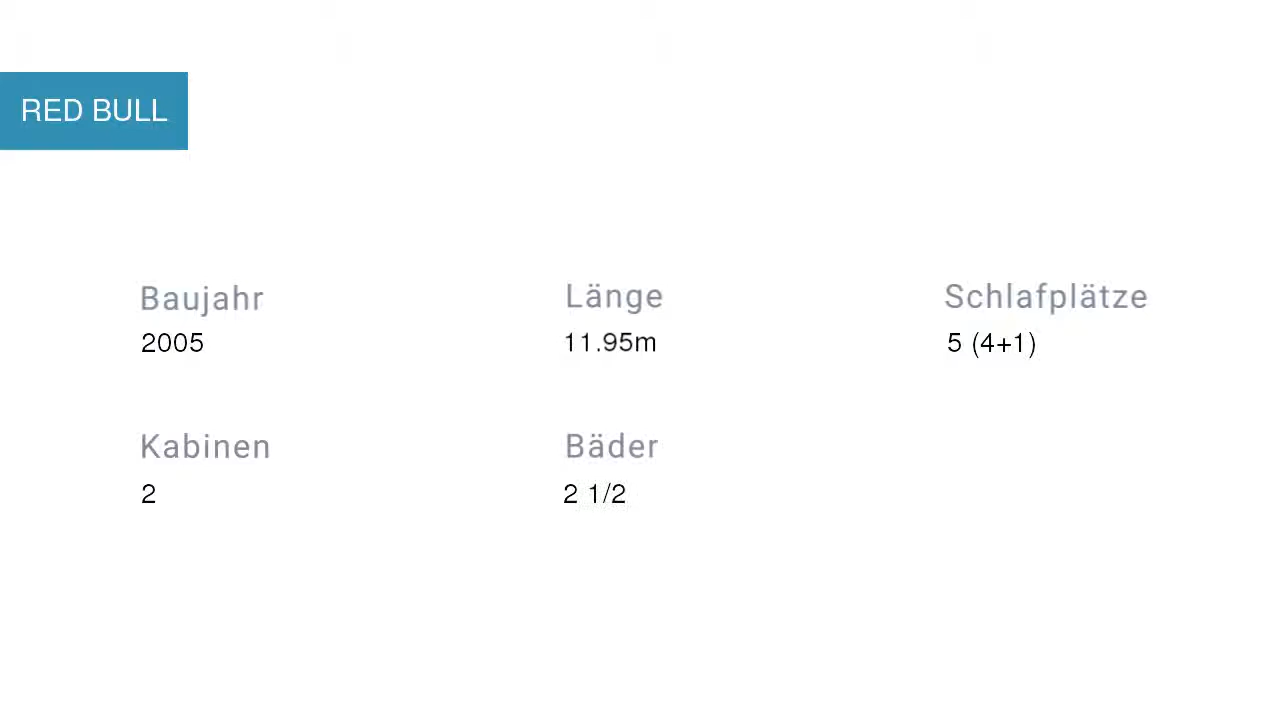 RED BULL
Baujahr
2005
Länge
11.95m
Schlafplätze
5 (4+1)
Kabinen
2
Bäder
2 1/2